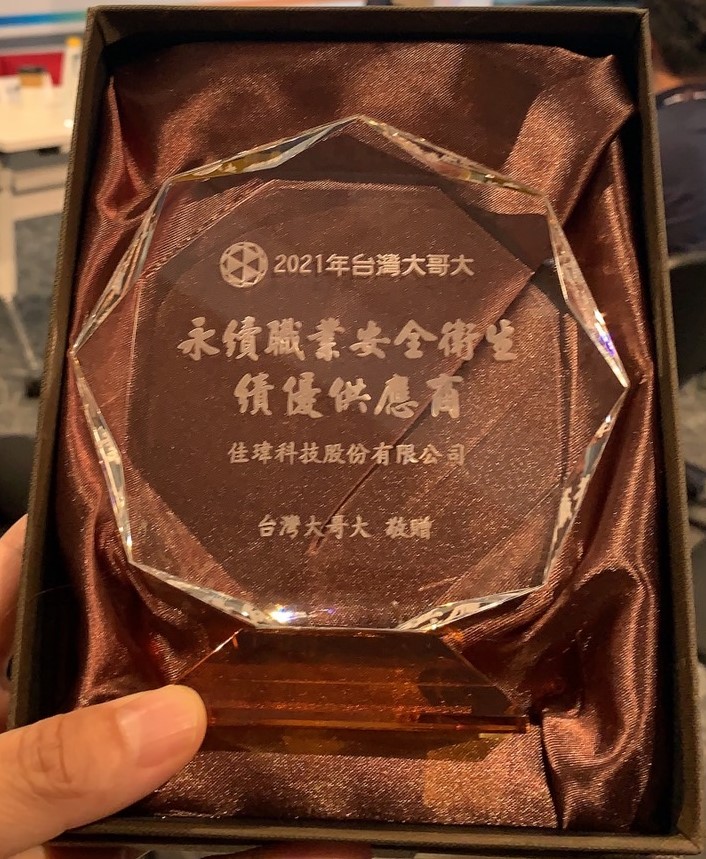 2021年台灣大哥大
永續職業安全衛生
績優供應商
佳瑋科技股份有限公司
台灣大哥大 敬贈